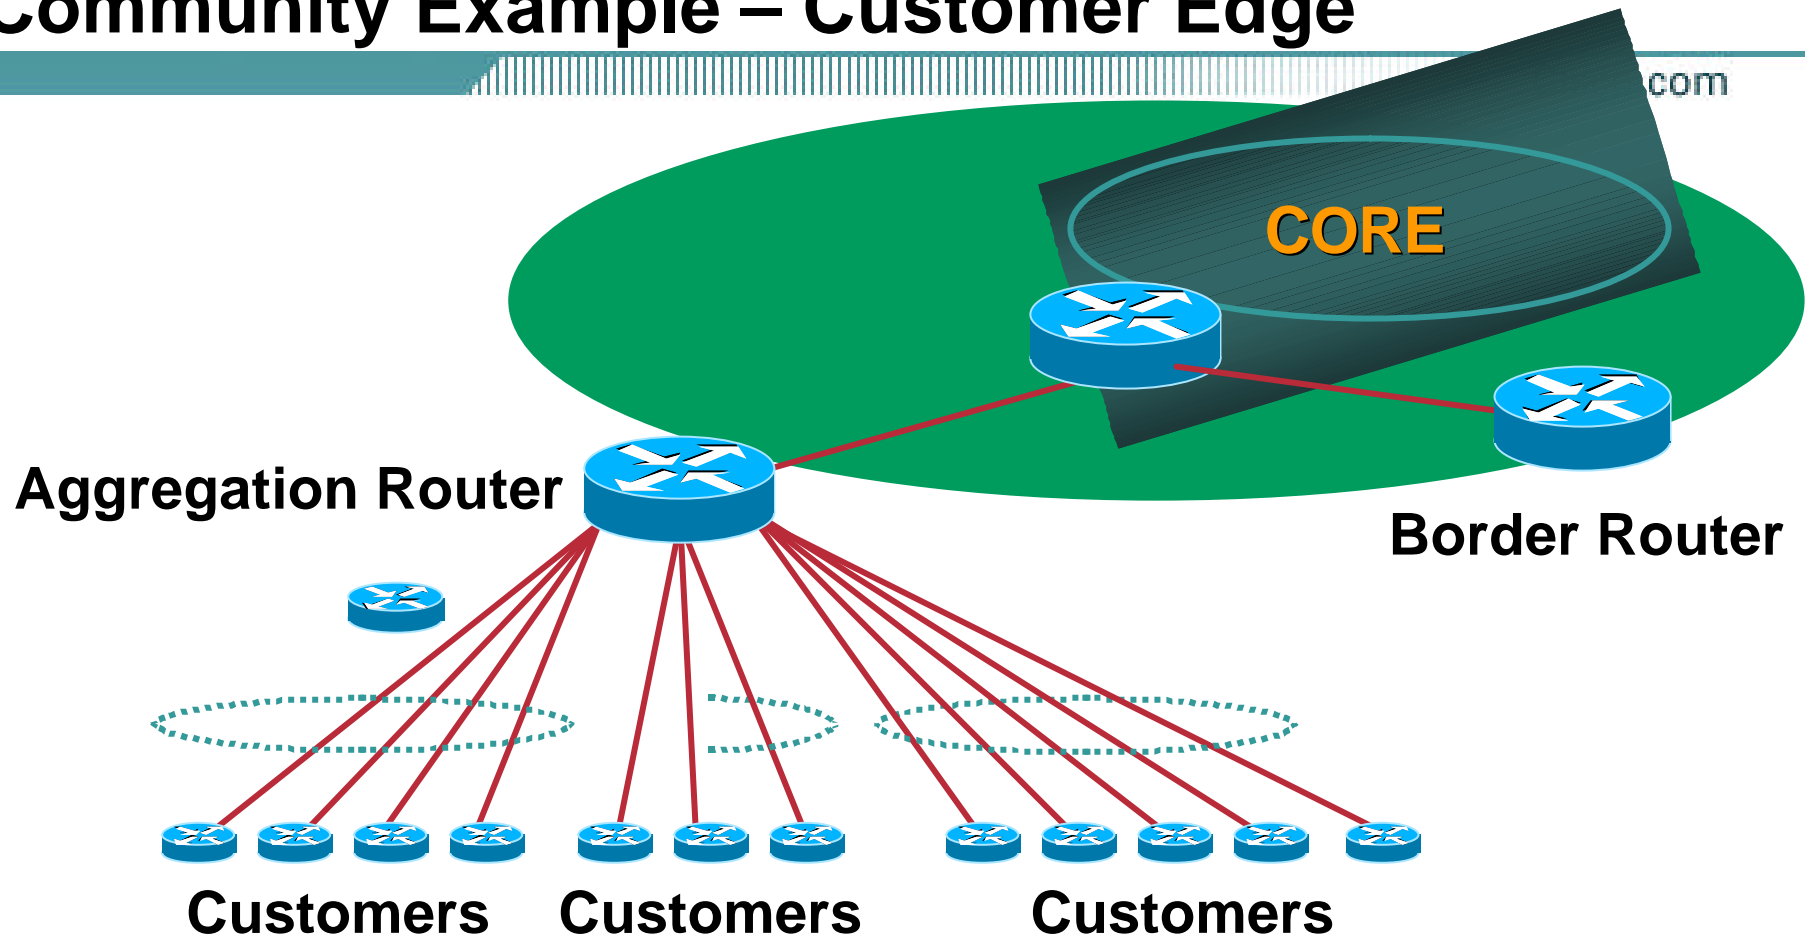 Community Example – Customer Edge
com
CORE
Aggregation Router
Border Router
Customers Customers Customers